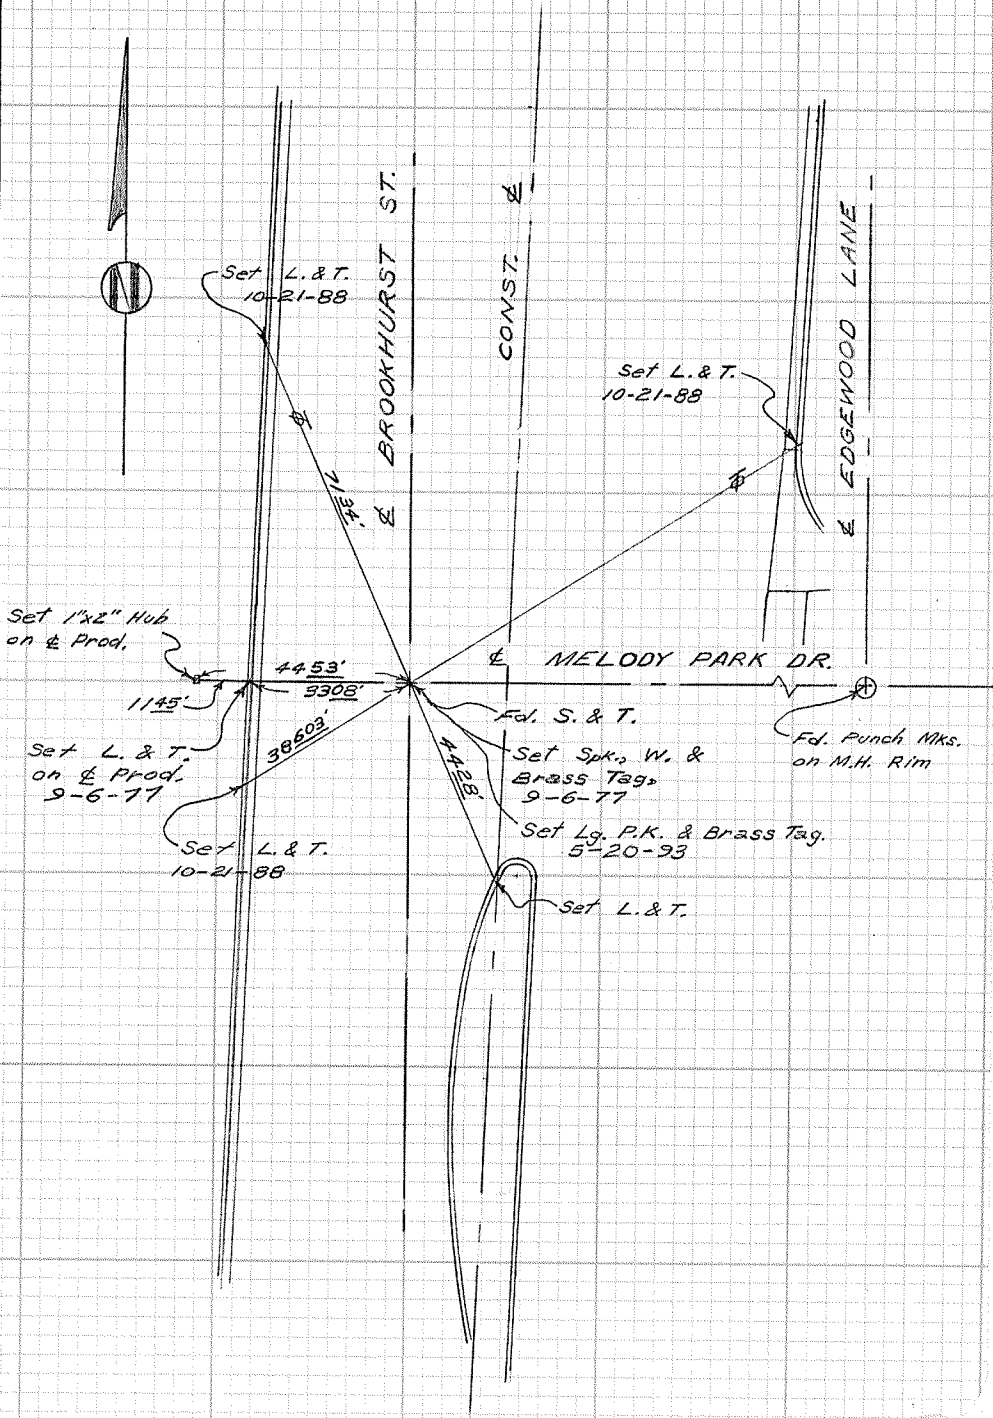 N
Set L. & T.
10-21-88
℄ BROOKHURST ST.
CONST. ℄
℄ EDGEWOOD LANE
Set L. & T.
10-21-88
71 34'
Set 1"x2" Hub
on ℄ Prod.
44 53'
33 08'
11 45'
℄ MELODY PARK DR.
Fd. S. & T.
Set Spk., W. &
Brass Tag,
9-6-77
Fd. Punch Mks.
on M.H. Rim
Set L. & T.
on ℄ Prod.
9-6-77
38 603'
44 28'
Set Lg. P.K. & Brass Tag.
5-20-93
Set L. & T.
10-21-88
Set L. & T.